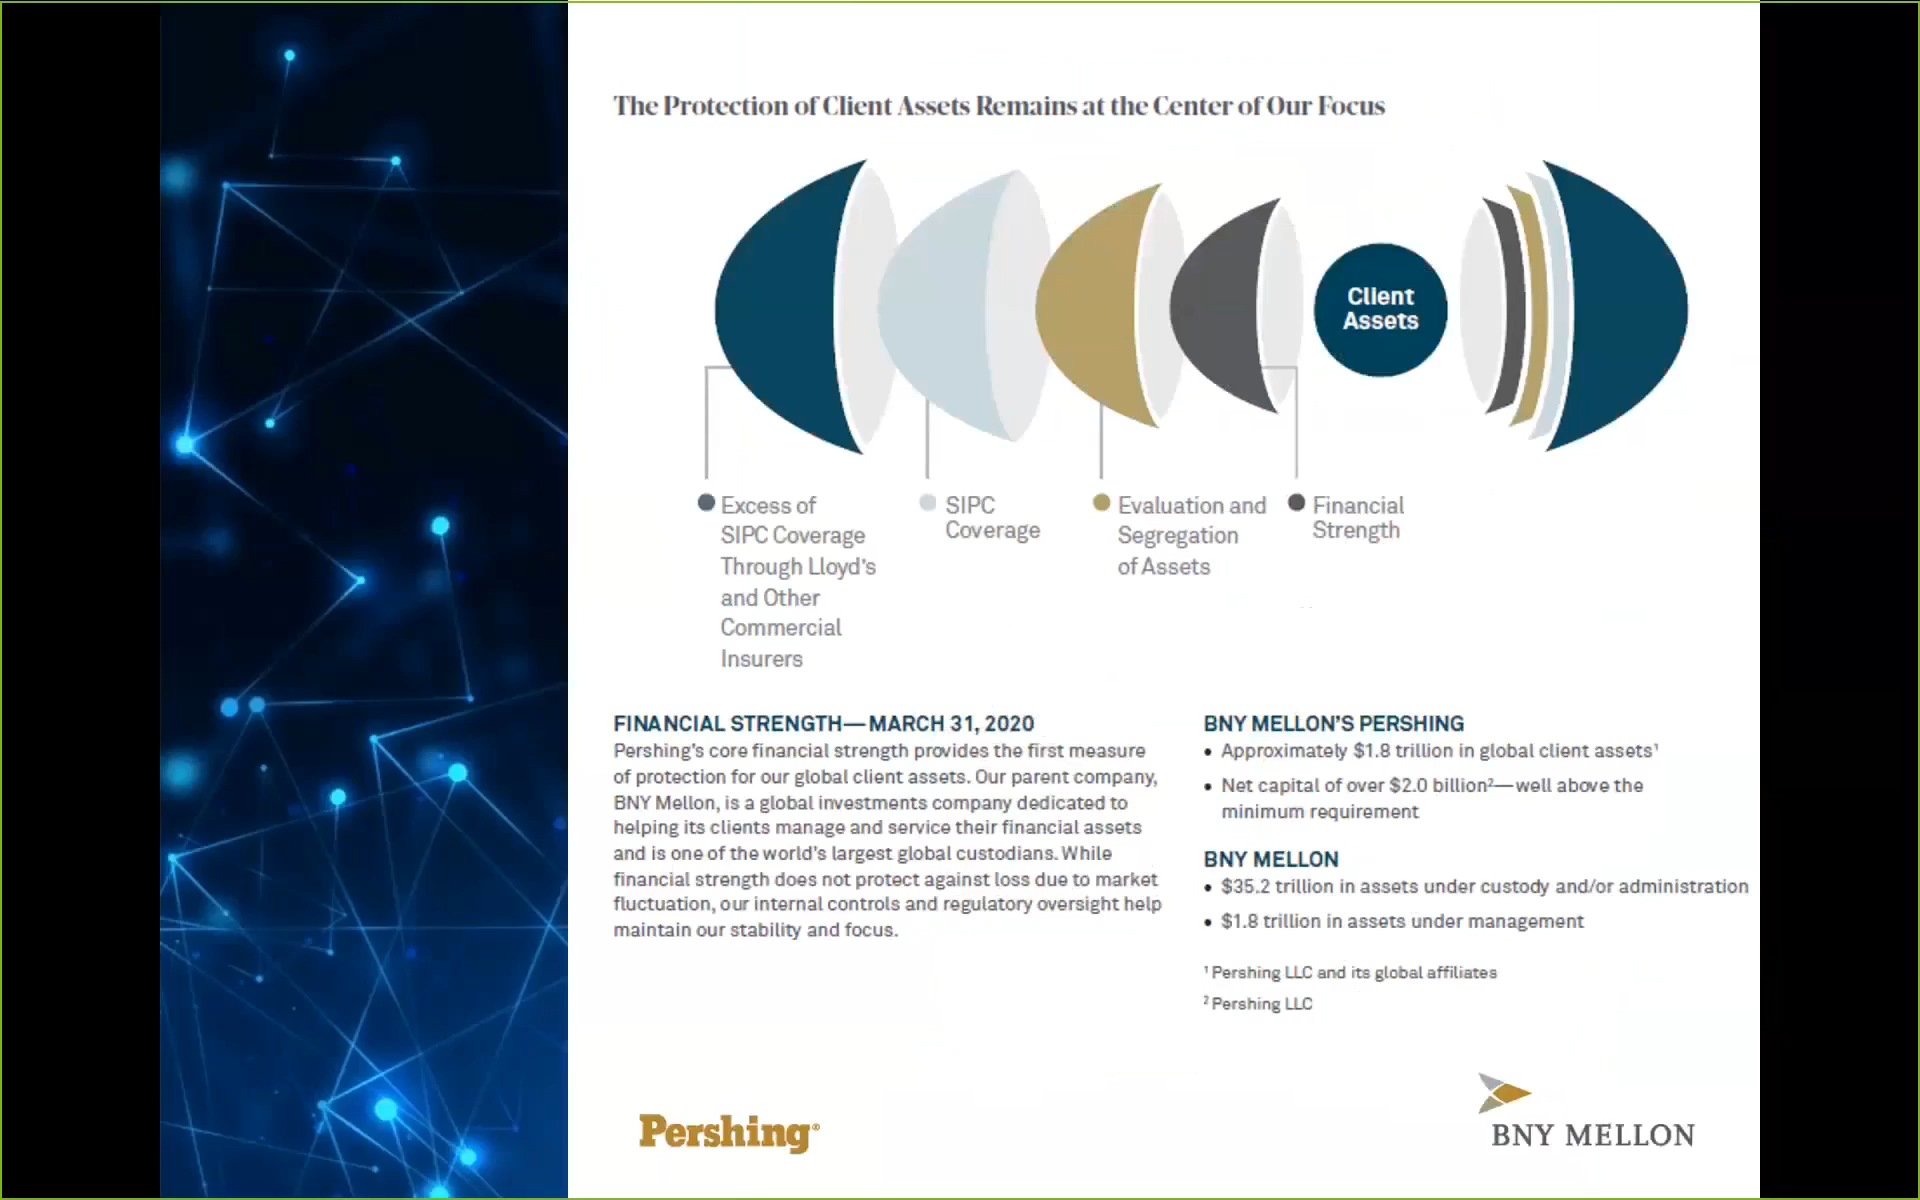 The Protection of Client Assets Remains at the Center of Our Focus
Client
Assets
Excess of
SIPC Coverage
Through Lloyd's
and Other
Commercial
Insurers
SIPC
Coverage
Evaluation and
Segregation
of Assets
Financial
Strength
FINANCIAL STRENGTH—MARCH 31, 2020
Pershing's core financial strength provides the first measure
of protection for our global client assets. Our parent company,
BNY Mellon, is a global investments company dedicated to
helping its clients manage and service their financial assets
and is one of the world's largest global custodians. While
financial strength does not protect against loss due to market
fluctuation, our internal controls and regulatory oversight help
maintain our stability and focus.
BNY MELLON'S PERSHING
• Approximately $1.8 trillion in global client assets¹
• Net capital of over $2.0 billion²—well above the
minimum requirement
BNY MELLON
• $35.2 trillion in assets under custody and/or administration
• $1.8 trillion in assets under management
¹ Pershing LLC and its global affiliates
² Pershing LLC
Pershing®
BNY MELLON